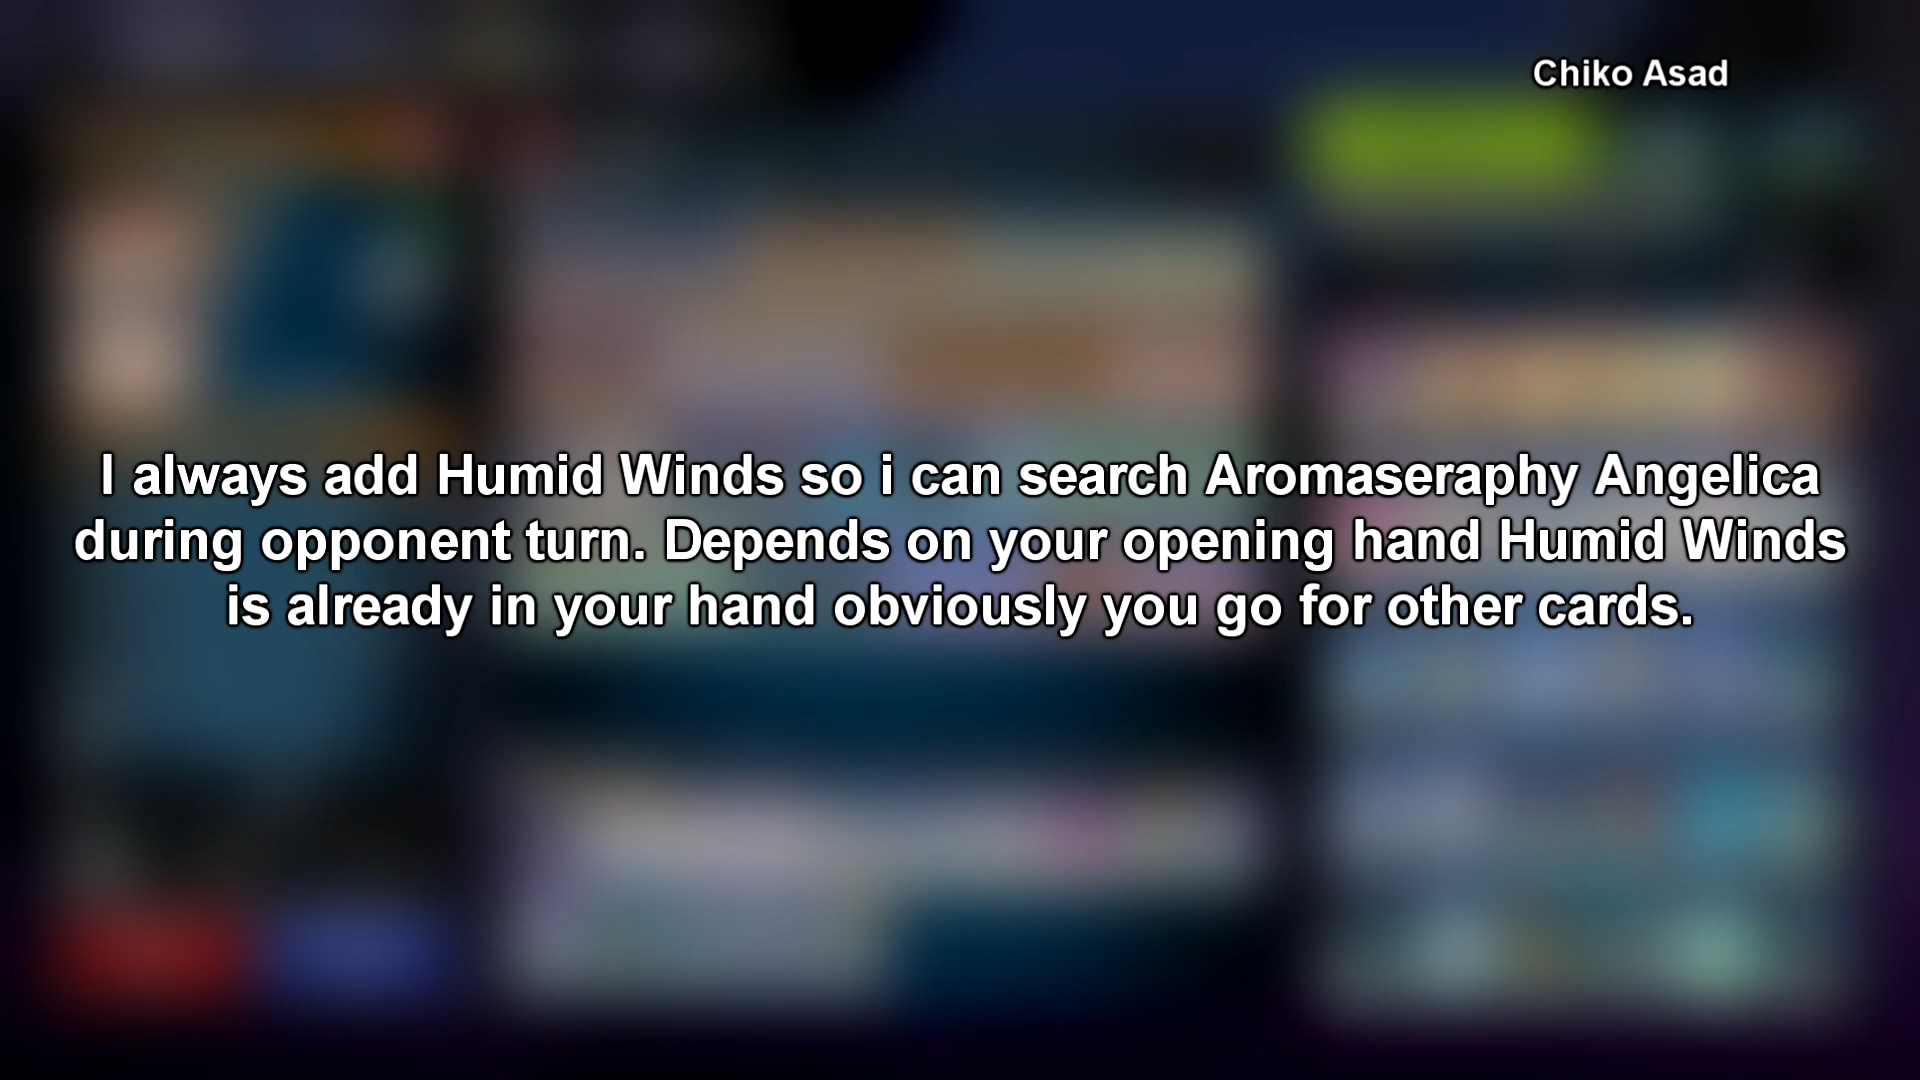 Chiko Asad
I always add Humid Winds so i can search Aromaseraphy Angelica
during opponent turn. Depends on your opening hand Humid Winds
is already in your hand obviously you go for other cards.